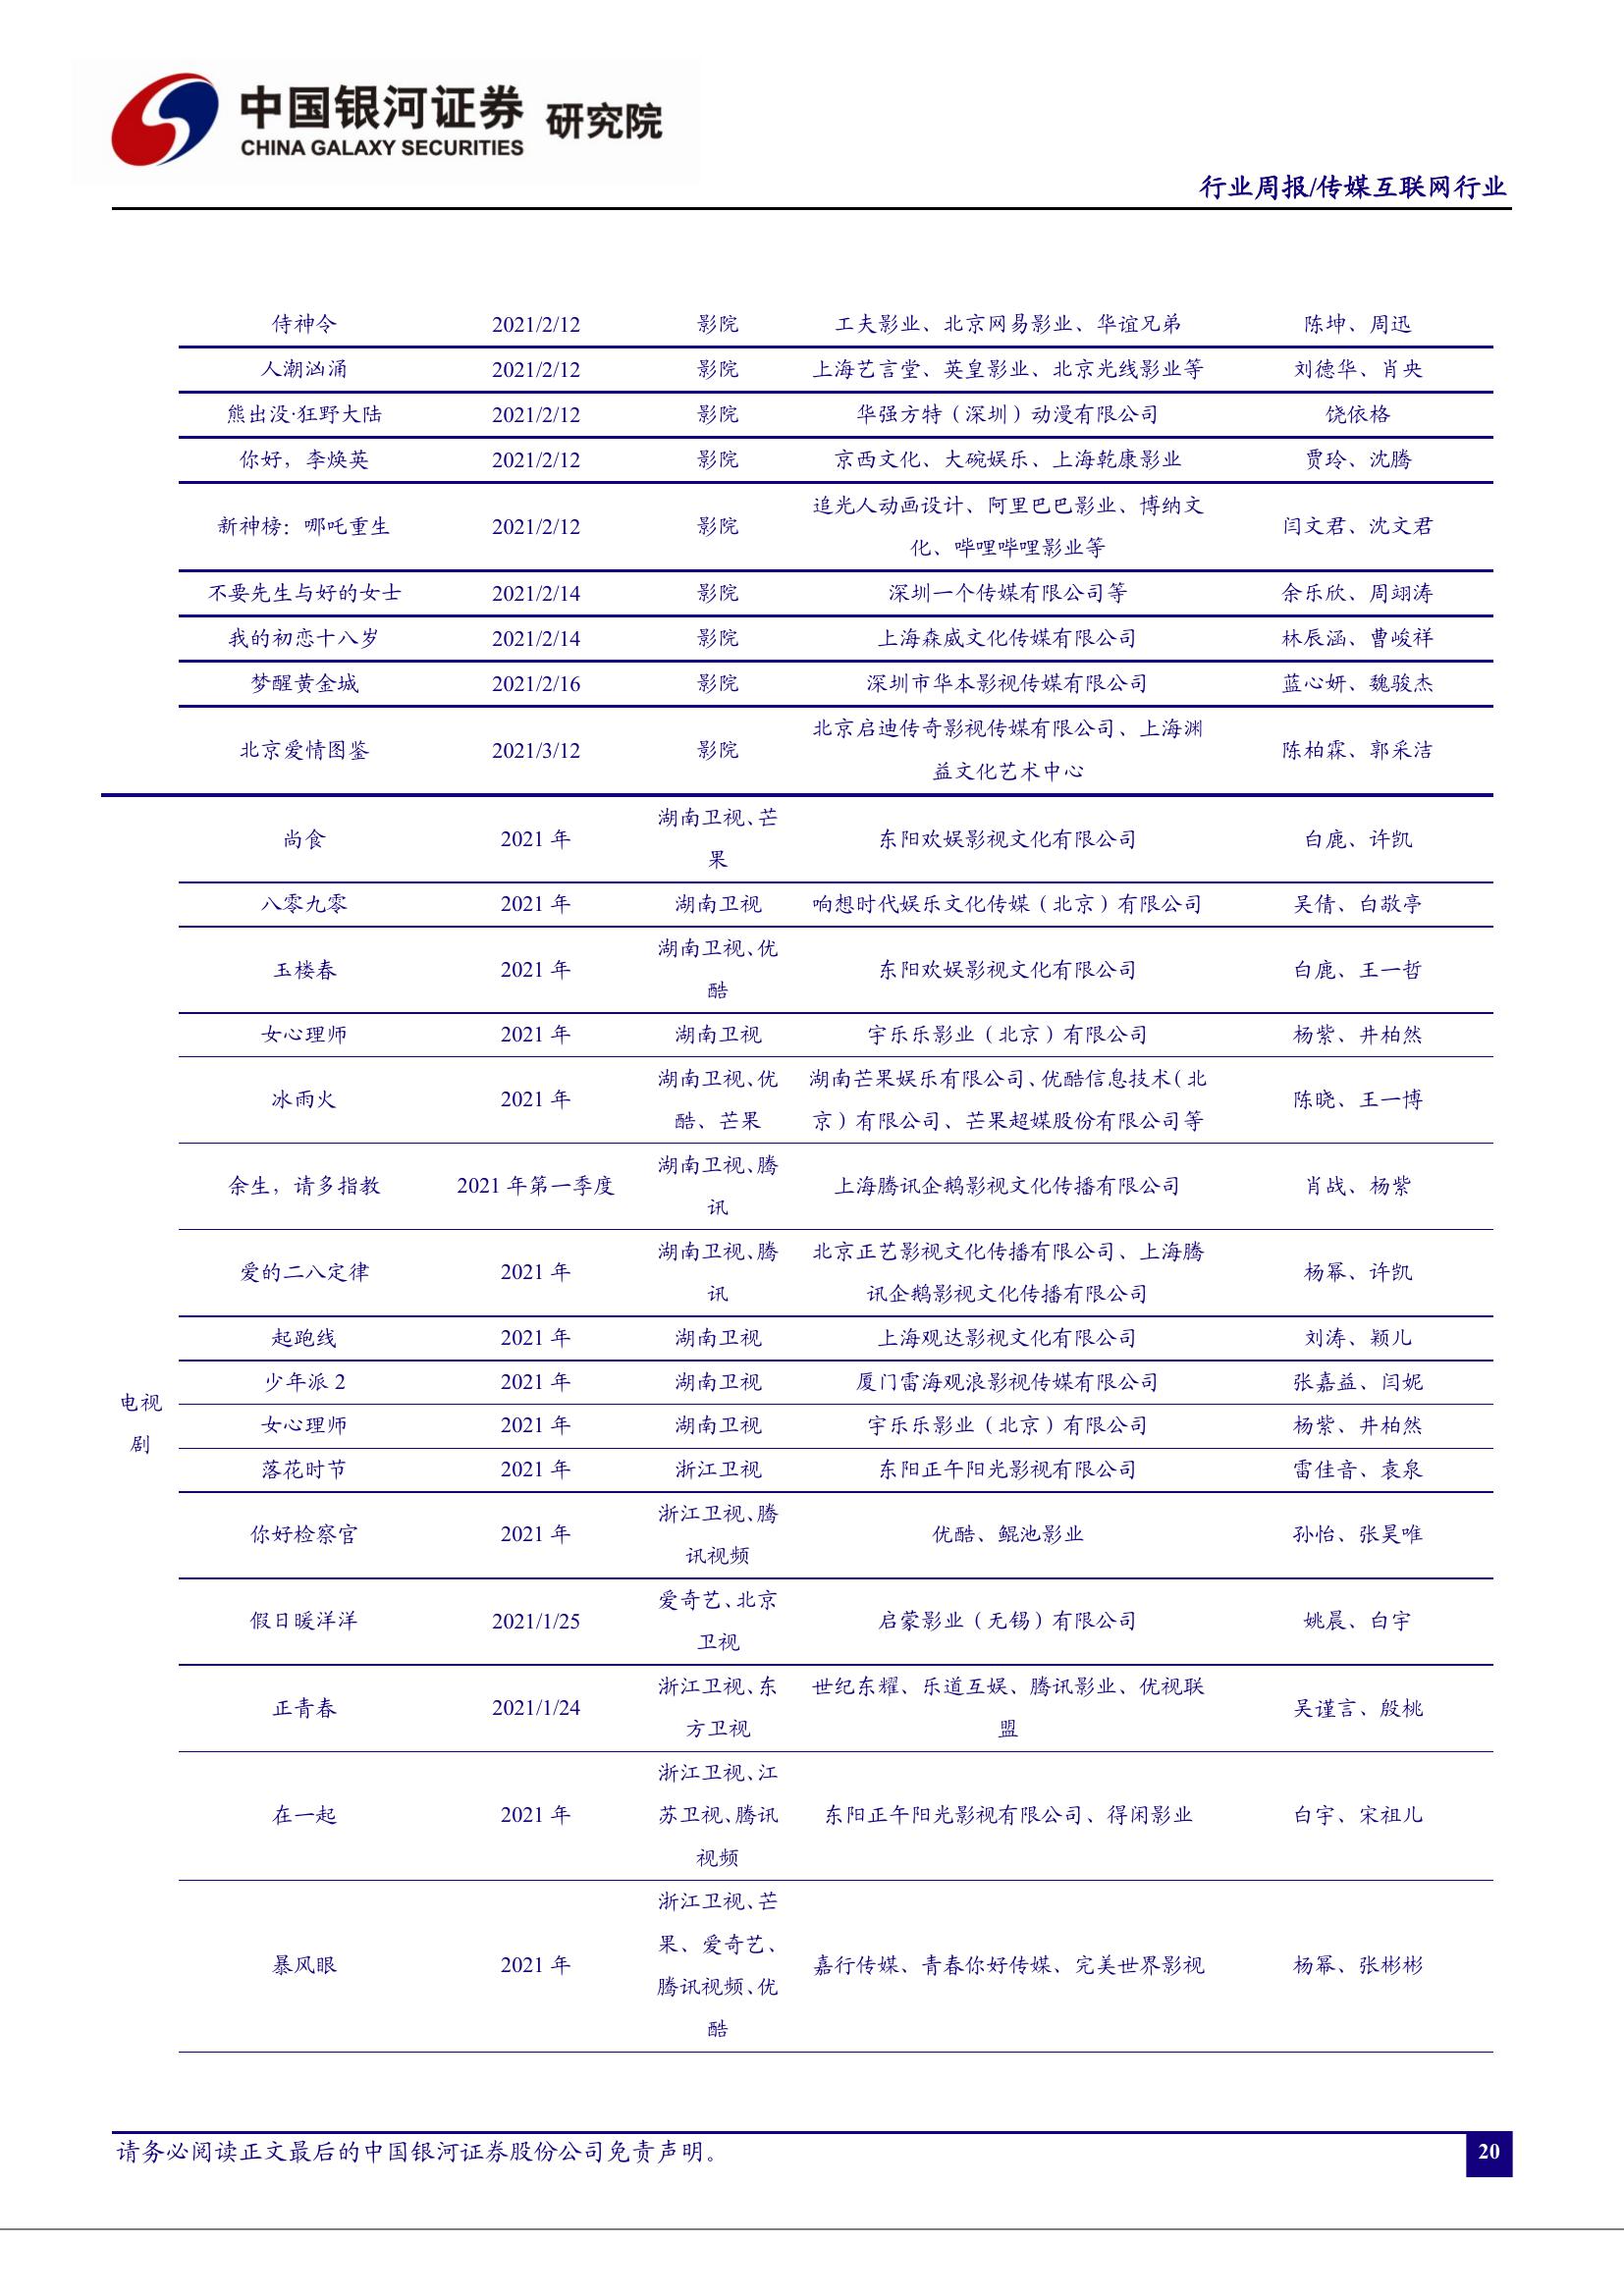 中国银河证券 研究院
CHINA GALAXY SECURITIES
行业周报/传媒互联网行业
侍神令 2021/2/12 影院 工夫影业、北京网易影业、华谊兄弟 陈坤、周迅
人潮汹涌 2021/2/12 影院 上海艺言堂、英皇影业、北京光线影业等 刘德华、肖央
熊出没·狂野大陆 2021/2/12 影院 华强方特（深圳）动漫有限公司 饶依格
你好，李焕英 2021/2/12 影院 京西文化、大碗娱乐、上海乾康影业 贾玲、沈腾
追光人动画设计、阿里巴巴影业、博纳文
新神榜：哪吒重生 2021/2/12 影院 闫文君、沈文君
化、哔哩哔哩影业等
不要先生与好的女士 2021/2/14 影院 深圳一个传媒有限公司等 余乐欣、周翊涛
我的初恋十八岁 2021/2/14 影院 上海森威文化传媒有限公司 林辰涵、曹峻祥
梦醒黄金城 2021/2/16 影院 深圳市华本影视传媒有限公司 蓝心妍、魏骏杰
北京启迪传奇影视传媒有限公司、上海渊
北京爱情图鉴 2021/3/12 影院 陈柏霖、郭采洁
益文化艺术中心
湖南卫视、芒
尚食 2021 年 东阳欢娱影视文化有限公司 白鹿、许凯
果
八零九零 2021 年 湖南卫视 响想时代娱乐文化传媒（北京）有限公司 吴倩、白敬亭
湖南卫视、优
玉楼春 2021 年 东阳欢娱影视文化有限公司 白鹿、王一哲
酷
女心理师 2021 年 湖南卫视 宇乐乐影业（北京）有限公司 杨紫、井柏然
湖南卫视、优 湖南芒果娱乐有限公司、优酷信息技术（北
冰雨火 2021 年 陈晓、王一博
酷、芒果 京）有限公司、芒果超媒股份有限公司等
湖南卫视、腾
余生，请多指教 2021 年第一季度 上海腾讯企鹅影视文化传播有限公司 肖战、杨紫
讯
湖南卫视、腾 北京正艺影视文化传播有限公司、上海腾
爱的二八定律 2021 年 杨幂、许凯
讯 讯企鹅影视文化传播有限公司
起跑线 2021 年 湖南卫视 上海观达影视文化有限公司 刘涛、颖儿
少年派 2 2021 年 湖南卫视 厦门雷海观浪影视传媒有限公司 张嘉益、闫妮
电视
女心理师 2021 年 湖南卫视 宇乐乐影业（北京）有限公司 杨紫、井柏然
剧
落花时节 2021 年 浙江卫视 东阳正午阳光影视有限公司 雷佳音、袁泉
浙江卫视、腾
你好检察官 2021 年 优酷、鲲池影业 孙怡、张昊唯
讯视频
爱奇艺、北京
假日暖洋洋 2021/1/25 启蒙影业（无锡）有限公司 姚晨、白宇
卫视
浙江卫视、东 世纪东耀、乐道互娱、腾讯影业、优视联
正青春 2021/1/24 吴谨言、殷桃
方卫视 盟
浙江卫视、江
在一起 2021 年 苏卫视、腾讯 东阳正午阳光影视有限公司、得闲影业 白宇、宋祖儿
视频
浙江卫视、芒
果、爱奇艺、
暴风眼 2021 年 嘉行传媒、青春你好传媒、完美世界影视 杨幂、张彬彬
腾讯视频、优
酷
请务必阅读正文最后的中国银河证券股份公司免责声明。 20